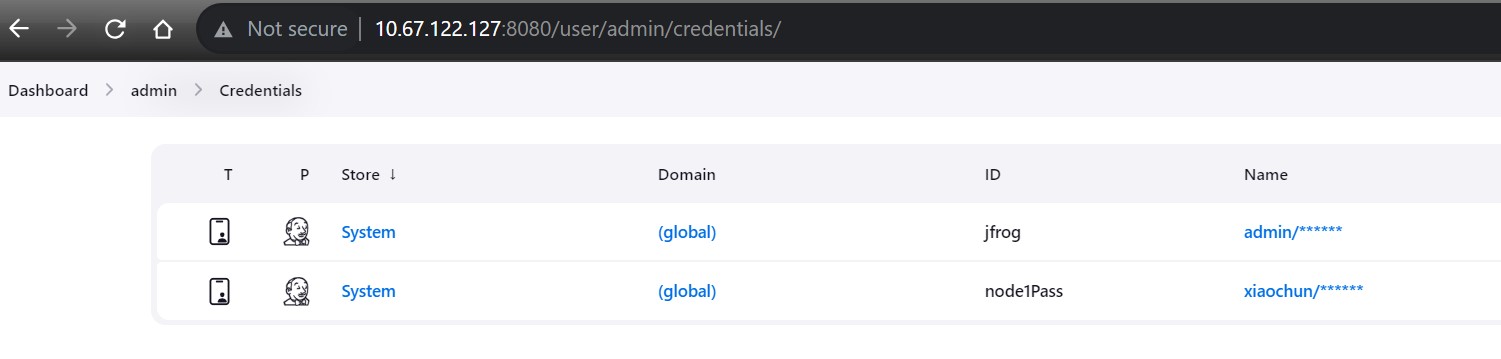 Not secure 10.67.122.127:8080/user/admin/credentials/
Dashboard > admin > Credentials
T P Store ↓ Domain ID Name
System (global) jfrog admin/******
System (global) node1Pass xiaochun/******